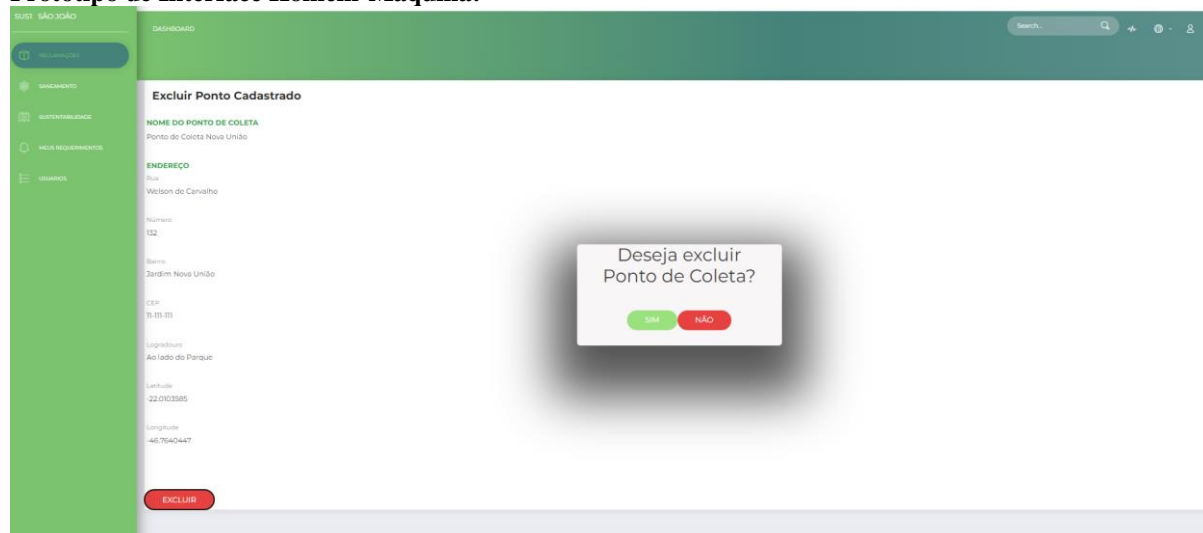 Protótipo de Interface Homem-Máquina:
SUST SÃO JOÃO
DASHBOARD
Search..
RECLAMAÇÕES
SANEAMENTO
SUSTENTABILIDADE
MEUS REQUERIMENTOS
USUARIOS
Excluir Ponto Cadastrado
NOME DO PONTO DE COLETA
Ponto de Coleta Nova União
ENDEREÇO
Rua
Welson de Carvalho
Número
132
Bairro
Jardim Nova União
CEP
11-111-111
Logradouro
Ao lado do Parque
Latitude
-22.0103585
Longitude
-46.7640447
EXCLUIR
Deseja excluir
Ponto de Coleta?
SIM
NÃO